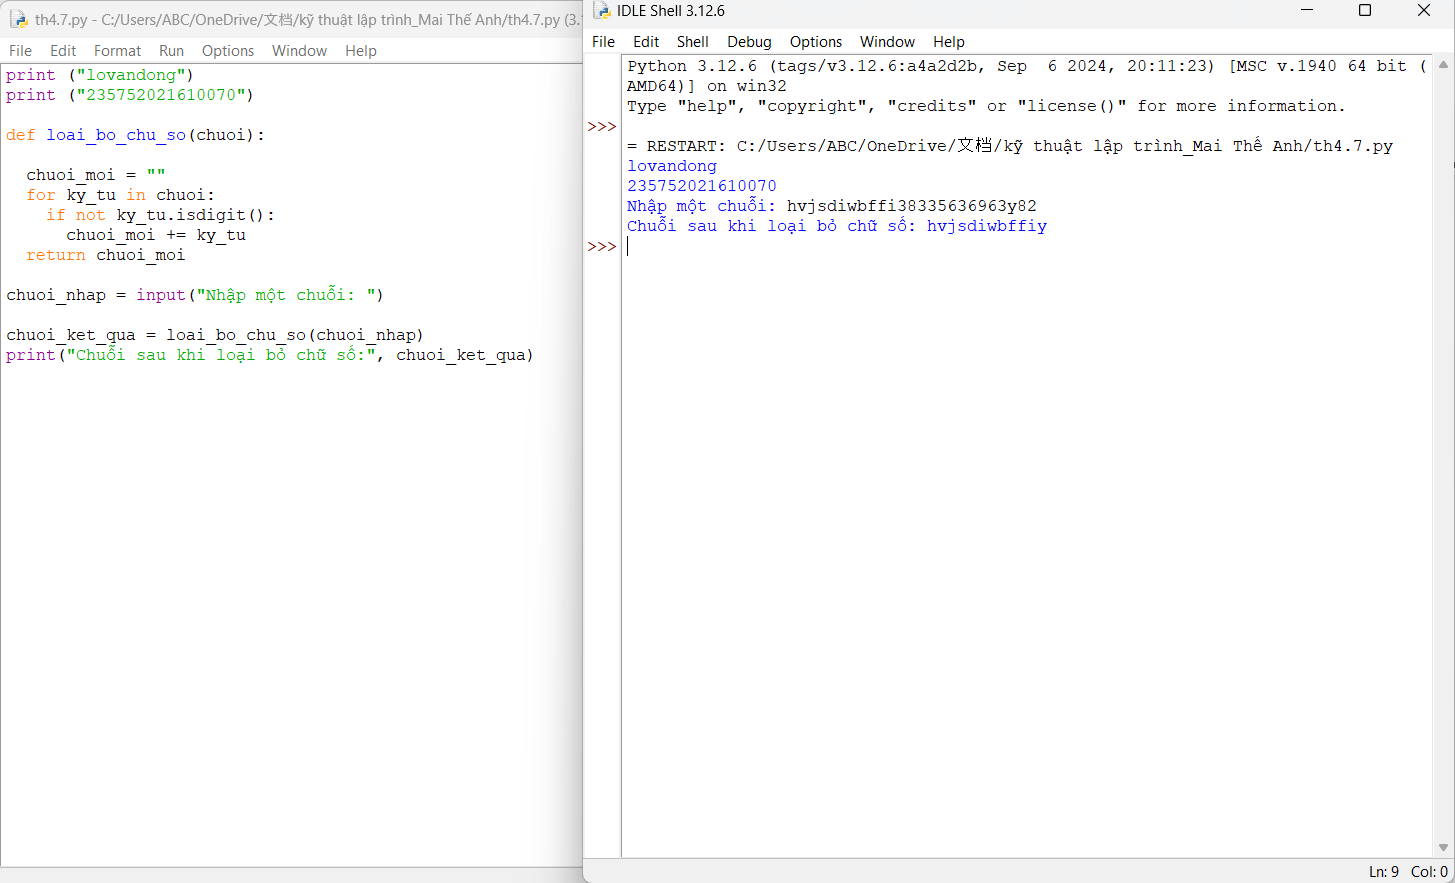 th4.7.py - C:/Users/ABC/OneDrive/文档/kỹ thuật lập trình_Mai Thế Anh/th4.7.py (3.1
File Edit Format Run Options Window Help
print ("lovandong")
print ("235752021610070")
def loai_bo_chu_so(chuoi):
chuoi_moi = ""
for ky_tu in chuoi:
if not ky_tu.isdigit():
chuoi_moi += ky_tu
return chuoi_moi
chuoi_nhap = input("Nhập một chuỗi: ")
chuoi_ket_qua = loai_bo_chu_so(chuoi_nhap)
print("Chuỗi sau khi loại bỏ chữ số:", chuoi_ket_qua)
IDLE Shell 3.12.6
File Edit Shell Debug Options Window Help
Python 3.12.6 (tags/v3.12.6:a4a2d2b, Sep  6 2024, 20:11:23) [MSC v.1940 64 bit (
AMD64)] on win32
Type "help", "copyright", "credits" or "license()" for more information.
>>>
= RESTART: C:/Users/ABC/OneDrive/文档/kỹ thuật lập trình_Mai Thế Anh/th4.7.py
lovandong
235752021610070
Nhập một chuỗi: hvjsdiwbffi38335636963y82
Chuỗi sau khi loại bỏ chữ số: hvjsdiwbffiy
>>>
Ln: 9 Col: 0